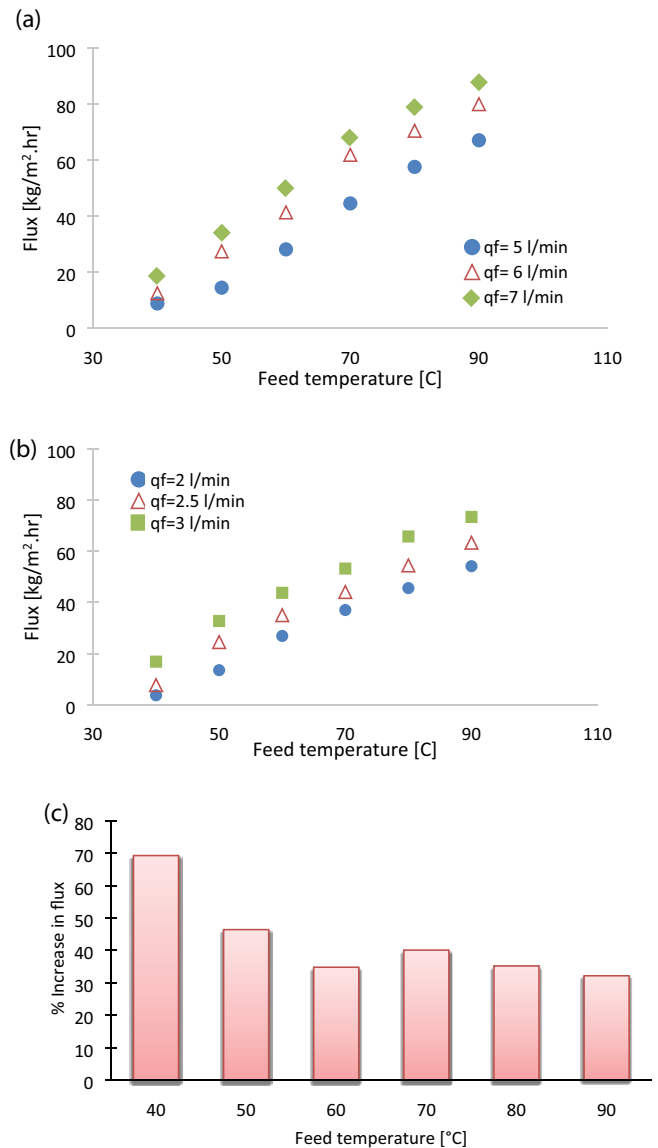 (a)
100
80
60
40
20
0
Flux [kg/m².hr]
qf= 5 l/min
qf= 6 l/min
qf=7 l/min
30 50 70 90 110
Feed temperature [C]
(b)
100
80
60
40
20
0
Flux [kg/m².hr]
qf=2 l/min
qf=2.5 l/min
qf=3 l/min
30 50 70 90 110
Feed temperature [C]
(c)
80
70
60
50
40
30
20
10
0
% Increase in flux
40 50 60 70 80 90
Feed temperature [°C]